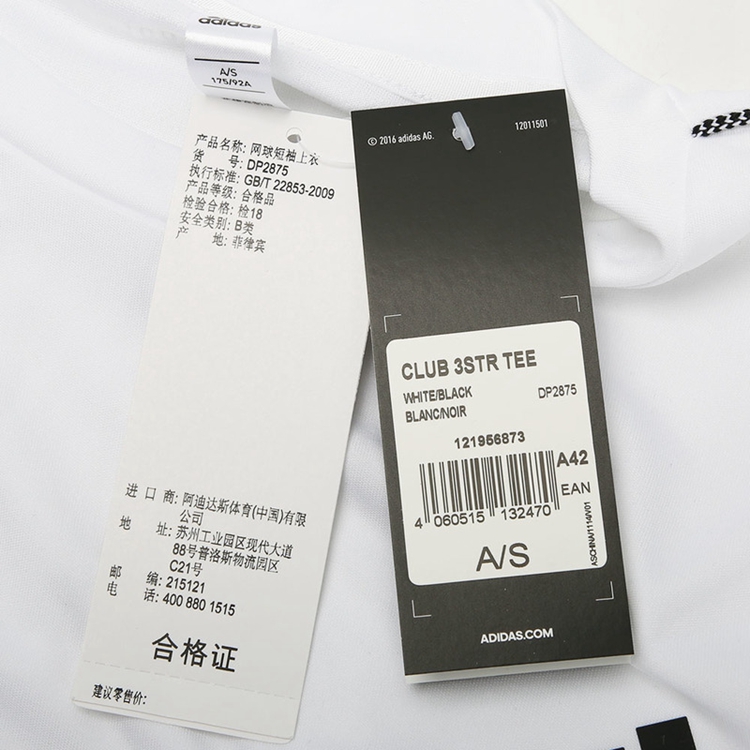 adidas
A/S
175/92A
产品名称: 网球短袖上衣
货 号: DP2875
执行标准: GB/T 22853-2009
产品等级: 合格品
检验合格: 检18
安全类别: B类
产 地: 菲律宾
进 口 商: 阿迪达斯体育(中国)有限
公司
地 址: 苏州工业园区现代大道
88号普洛斯物流园区
C21号
邮 编: 215121
电 话: 400 880 1515
合格证
建议零售价:
© 2016 adidas AG.
12011501
CLUB 3STR TEE
WHITE/BLACK DP2875
BLANC/NOIR
121956873
A42
EAN
4 060515 132470
A/S
ASCHINA/1114/V01
ADIDAS.COM